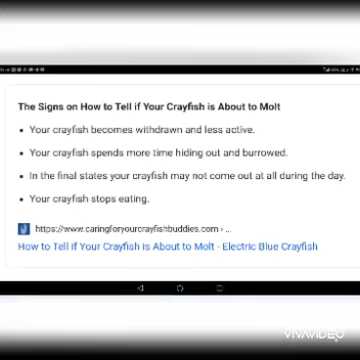 The Signs on How to Tell if Your Crayfish is About to Molt
• Your crayfish becomes withdrawn and less active.
• Your crayfish spends more time hiding out and burrowed.
• In the final states your crayfish may not come out at all during the day.
• Your crayfish stops eating.
https://www.caringforyourcrayfishbuddies.com › ...
How to Tell if Your Crayfish is About to Molt - Electric Blue Crayfish
VIVAVIDEO